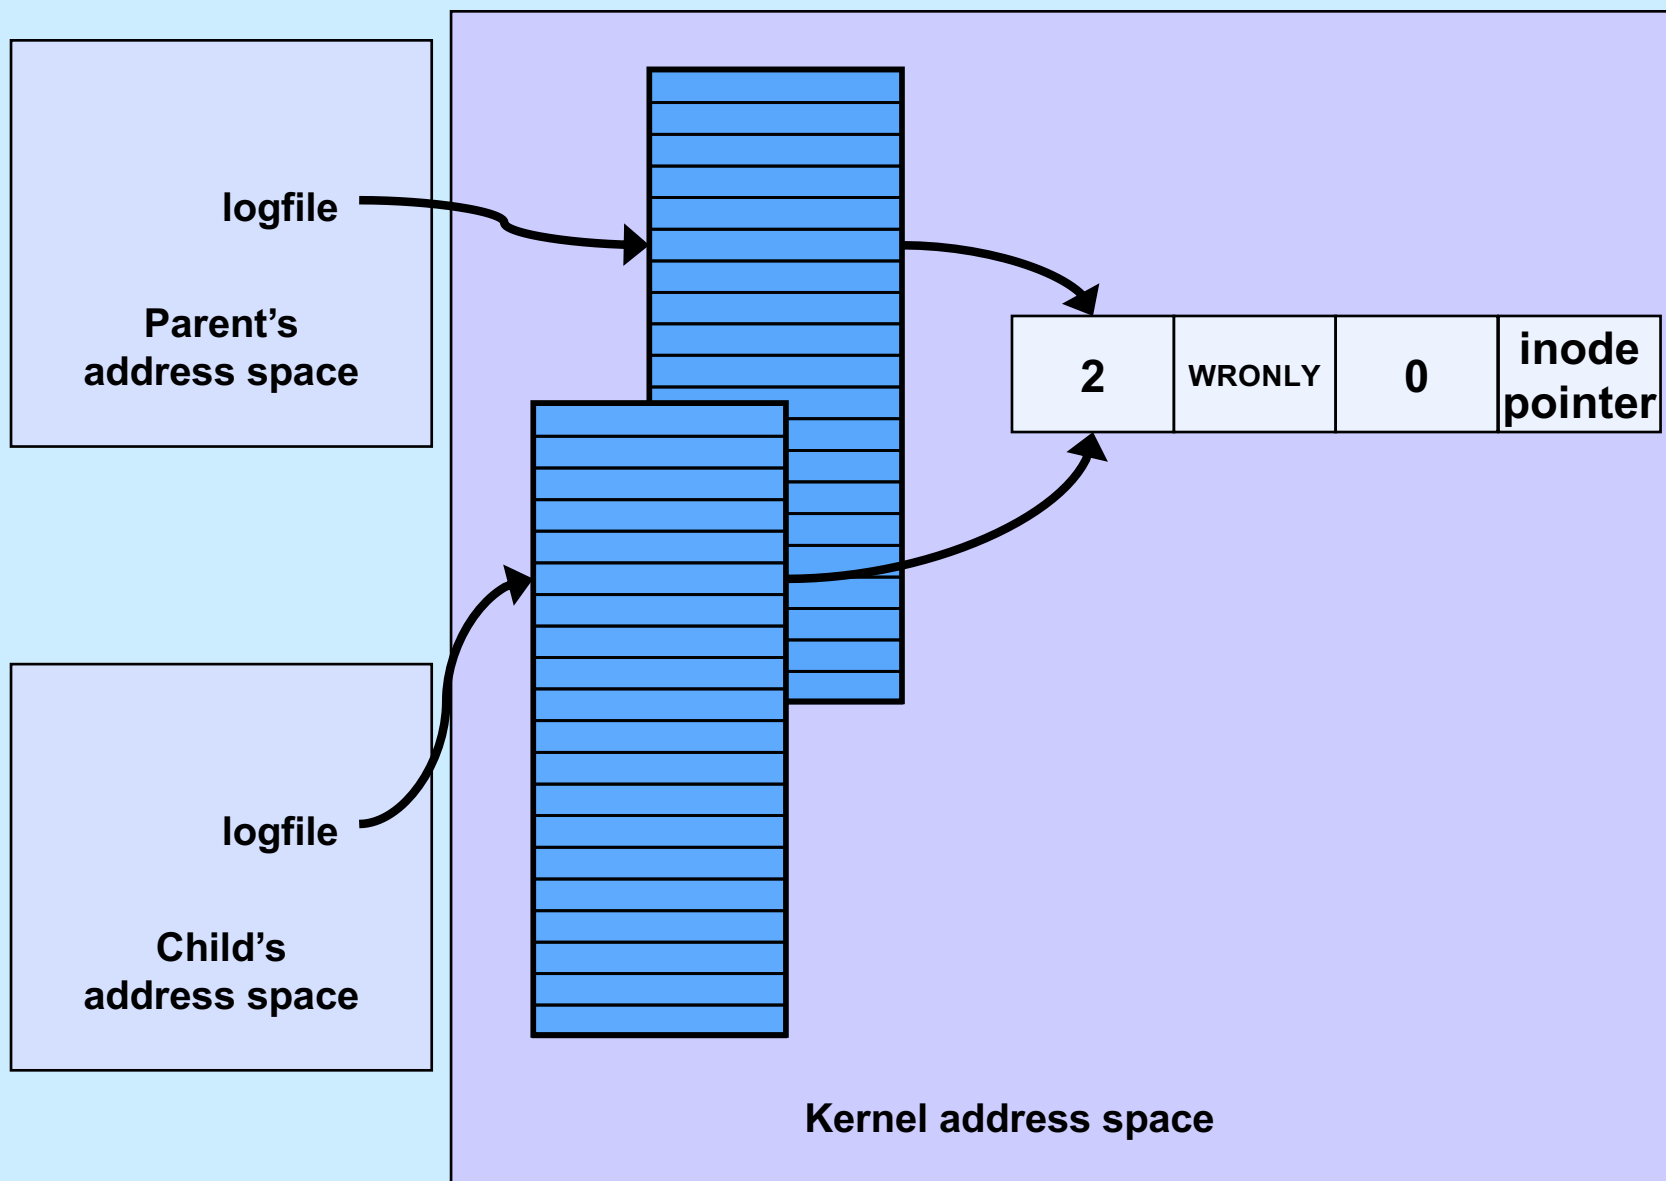 logfile
Parent’s
address space
2
WRONLY
0
inode
pointer
logfile
Child’s
address space
Kernel address space